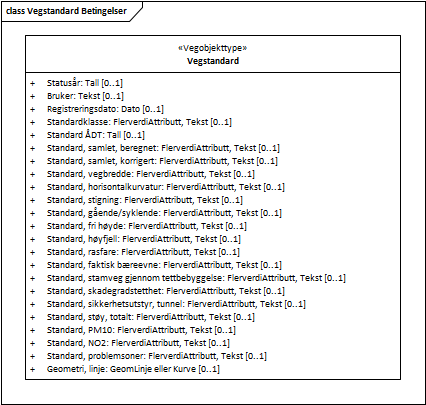 class Vegstandard Betingelser
«Vegobjekttype»
Vegstandard
+ Statusår: Tall [0..1]
+ Bruker: Tekst [0..1]
+ Registreringsdato: Dato [0..1]
+ Standardklasse: FlerverdiAttributt, Tekst [0..1]
+ Standard ÅDT: Tall [0..1]
+ Standard, samlet, beregnet: FlerverdiAttributt, Tekst [0..1]
+ Standard, samlet, korrigert: FlerverdiAttributt, Tekst [0..1]
+ Standard, vegbredde: FlerverdiAttributt, Tekst [0..1]
+ Standard, horisontalkurvatur: FlerverdiAttributt, Tekst [0..1]
+ Standard, stigning: FlerverdiAttributt, Tekst [0..1]
+ Standard, gående/syklende: FlerverdiAttributt, Tekst [0..1]
+ Standard, fri høyde: FlerverdiAttributt, Tekst [0..1]
+ Standard, høyfjell: FlerverdiAttributt, Tekst [0..1]
+ Standard, rasfare: FlerverdiAttributt, Tekst [0..1]
+ Standard, faktisk bæreevne: FlerverdiAttributt, Tekst [0..1]
+ Standard, stamveg gjennom tettbebyggelse: FlerverdiAttributt, Tekst [0..1]
+ Standard, skadegradstetthet: FlerverdiAttributt, Tekst [0..1]
+ Standard, sikkerhetsutstyr, tunnel: FlerverdiAttributt, Tekst [0..1]
+ Standard, støy, totalt: FlerverdiAttributt, Tekst [0..1]
+ Standard, PM10: FlerverdiAttributt, Tekst [0..1]
+ Standard, NO2: FlerverdiAttributt, Tekst [0..1]
+ Standard, problemsoner: FlerverdiAttributt, Tekst [0..1]
+ Geometri, linje: GeomLinje eller Kurve [0..1]